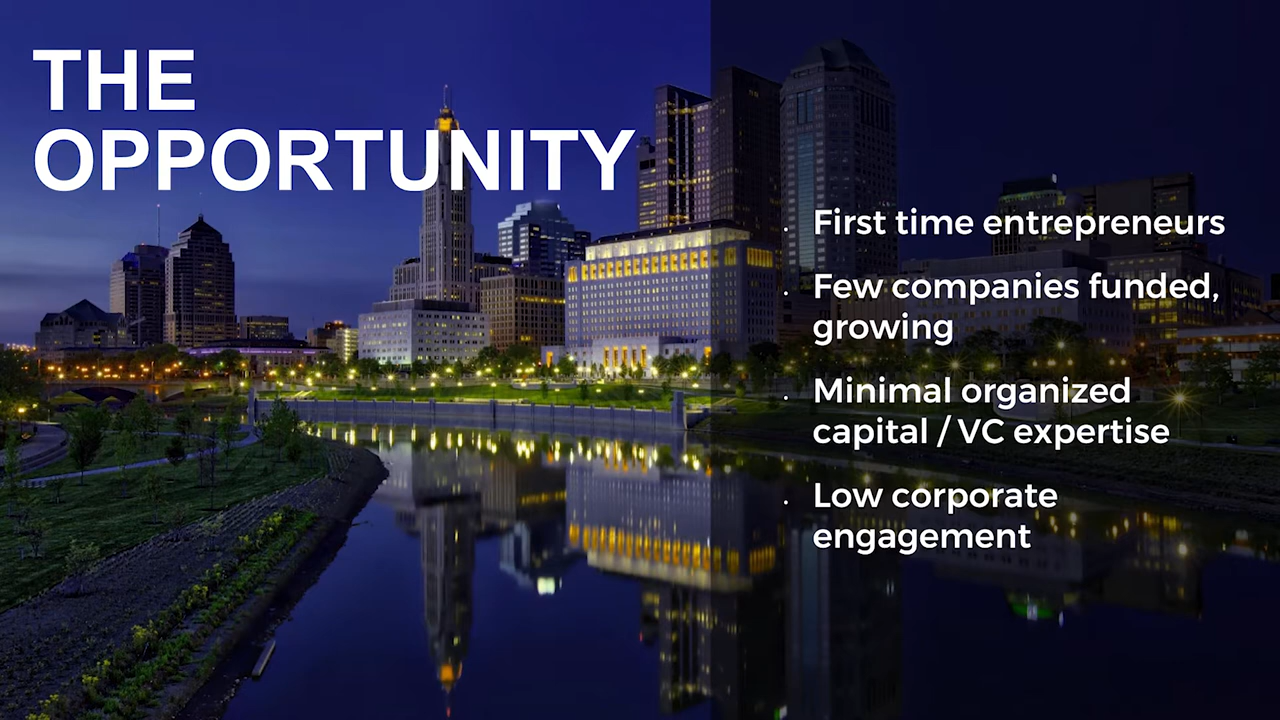 THE
OPPORTUNITY
· First time entrepreneurs
· Few companies funded,
growing
· Minimal organized
capital / VC expertise
· Low corporate
engagement